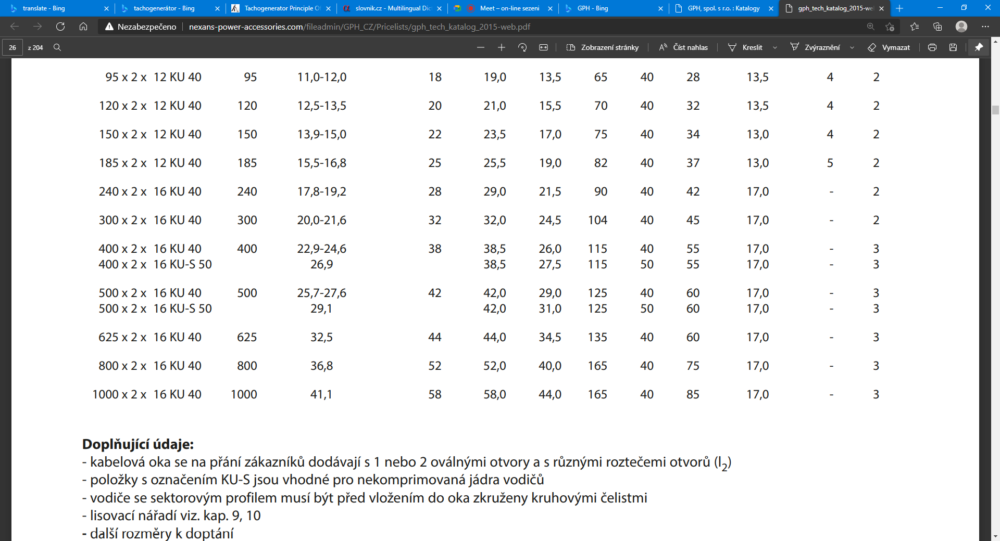 translate - Bing
tachogenerátor - Bing
Tachogenerator Principle O
slovnik.cz - Multilingual Dic
Meet – on-line sezení
GPH - Bing
GPH, spol. s r.o. : Katalogy
gph_tech_katalog_2015-we
Nezabezpečeno nexans-power-accessories.com/fileadmin/GPH_CZ/Pricelists/gph_tech_katalog_2015-web.pdf
26 z 204 Zobrazení stránky Číst nahlas Kreslit Zvýraznění Vymazat
95 x 2 x 12 KU 40 95 11,0-12,0 18 19,0 13,5 65 40 28 13,5 4 2
120 x 2 x 12 KU 40 120 12,5-13,5 20 21,0 15,5 70 40 32 13,5 4 2
150 x 2 x 12 KU 40 150 13,9-15,0 22 23,5 17,0 75 40 34 13,0 4 2
185 x 2 x 12 KU 40 185 15,5-16,8 25 25,5 19,0 82 40 37 13,0 5 2
240 x 2 x 16 KU 40 240 17,8-19,2 28 29,0 21,5 90 40 42 17,0 - 2
300 x 2 x 16 KU 40 300 20,0-21,6 32 32,0 24,5 104 40 45 17,0 - 2
400 x 2 x 16 KU 40 400 22,9-24,6 38 38,5 26,0 115 40 55 17,0 - 3
400 x 2 x 16 KU-S 50 26,9 38,5 27,5 115 50 55 17,0 - 3
500 x 2 x 16 KU 40 500 25,7-27,6 42 42,0 29,0 125 40 60 17,0 - 3
500 x 2 x 16 KU-S 50 29,1 42,0 31,0 125 50 60 17,0 - 3
625 x 2 x 16 KU 40 625 32,5 44 44,0 34,5 135 40 60 17,0 - 3
800 x 2 x 16 KU 40 800 36,8 52 52,0 40,0 165 40 75 17,0 - 3
1000 x 2 x 16 KU 40 1000 41,1 58 58,0 44,0 165 40 85 17,0 - 3
Doplňující údaje:
- kabelová oka se na přání zákazníků dodávají s 1 nebo 2 oválnými otvory a s různými roztečemi otvorů (l2)
- položky s označením KU-S jsou vhodné pro nekomprimovaná jádra vodičů
- vodiče se sektorovým profilem musí být před vložením do oka zkruženy kruhovými čelistmi
- lisovací nářadí viz. kap. 9, 10
- další rozměry k doptání